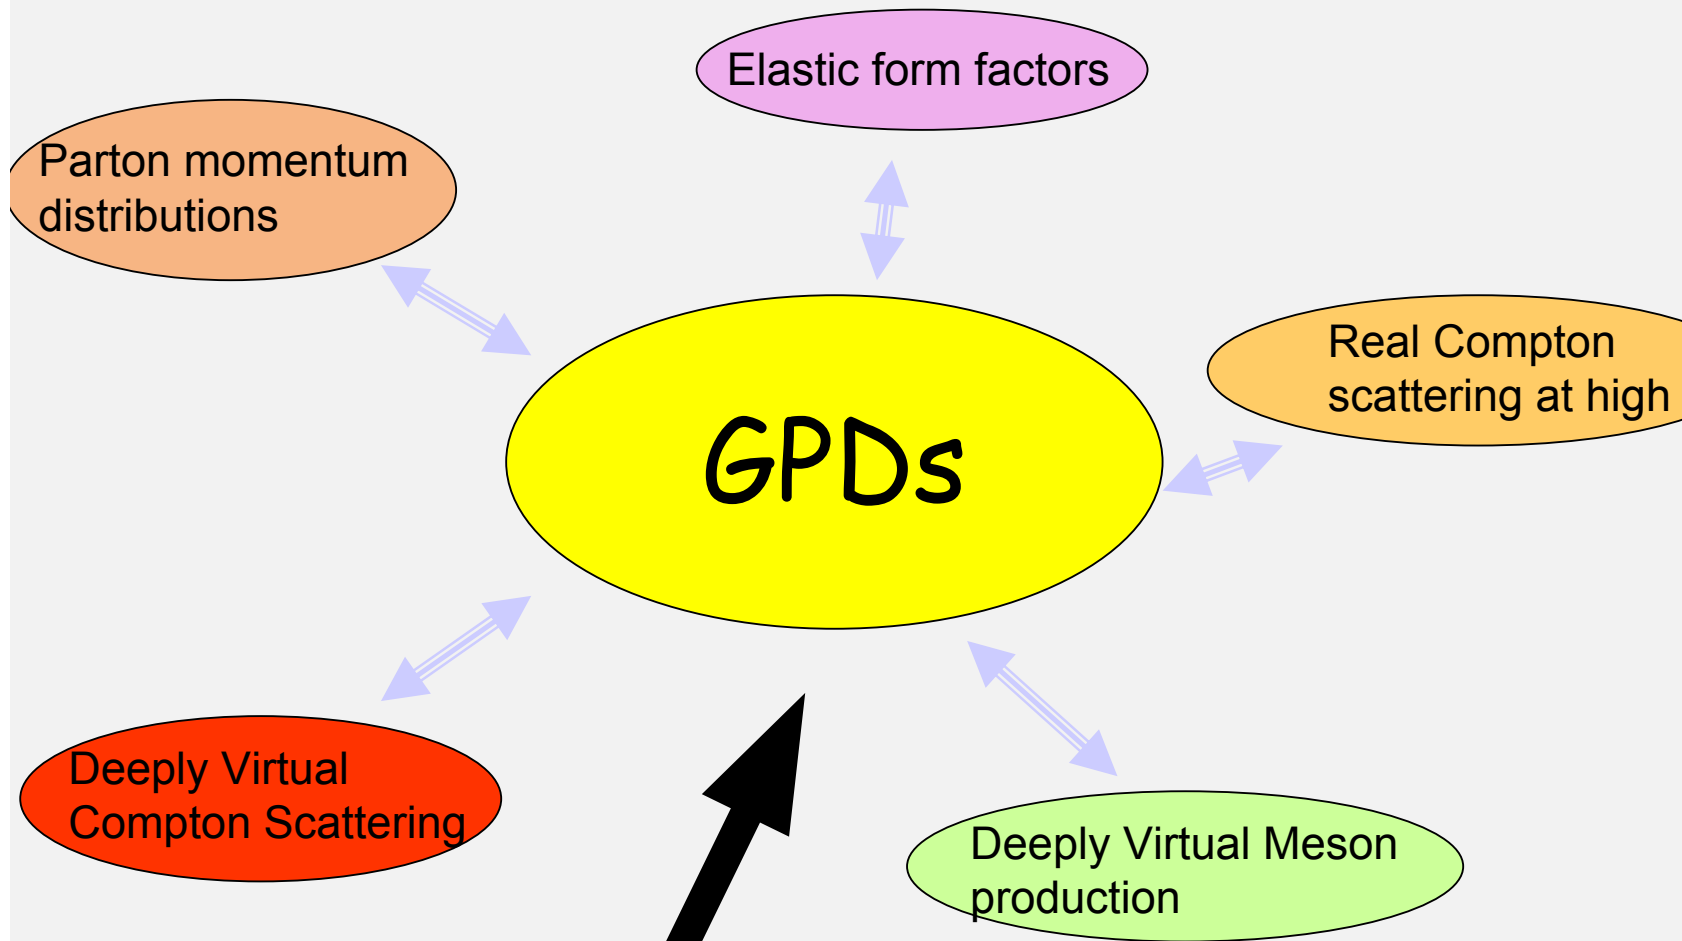 Elastic form factors
Parton momentum
distributions
Real Compton
scattering at high
GPDs
Deeply Virtual
Compton Scattering
Deeply Virtual Meson
production